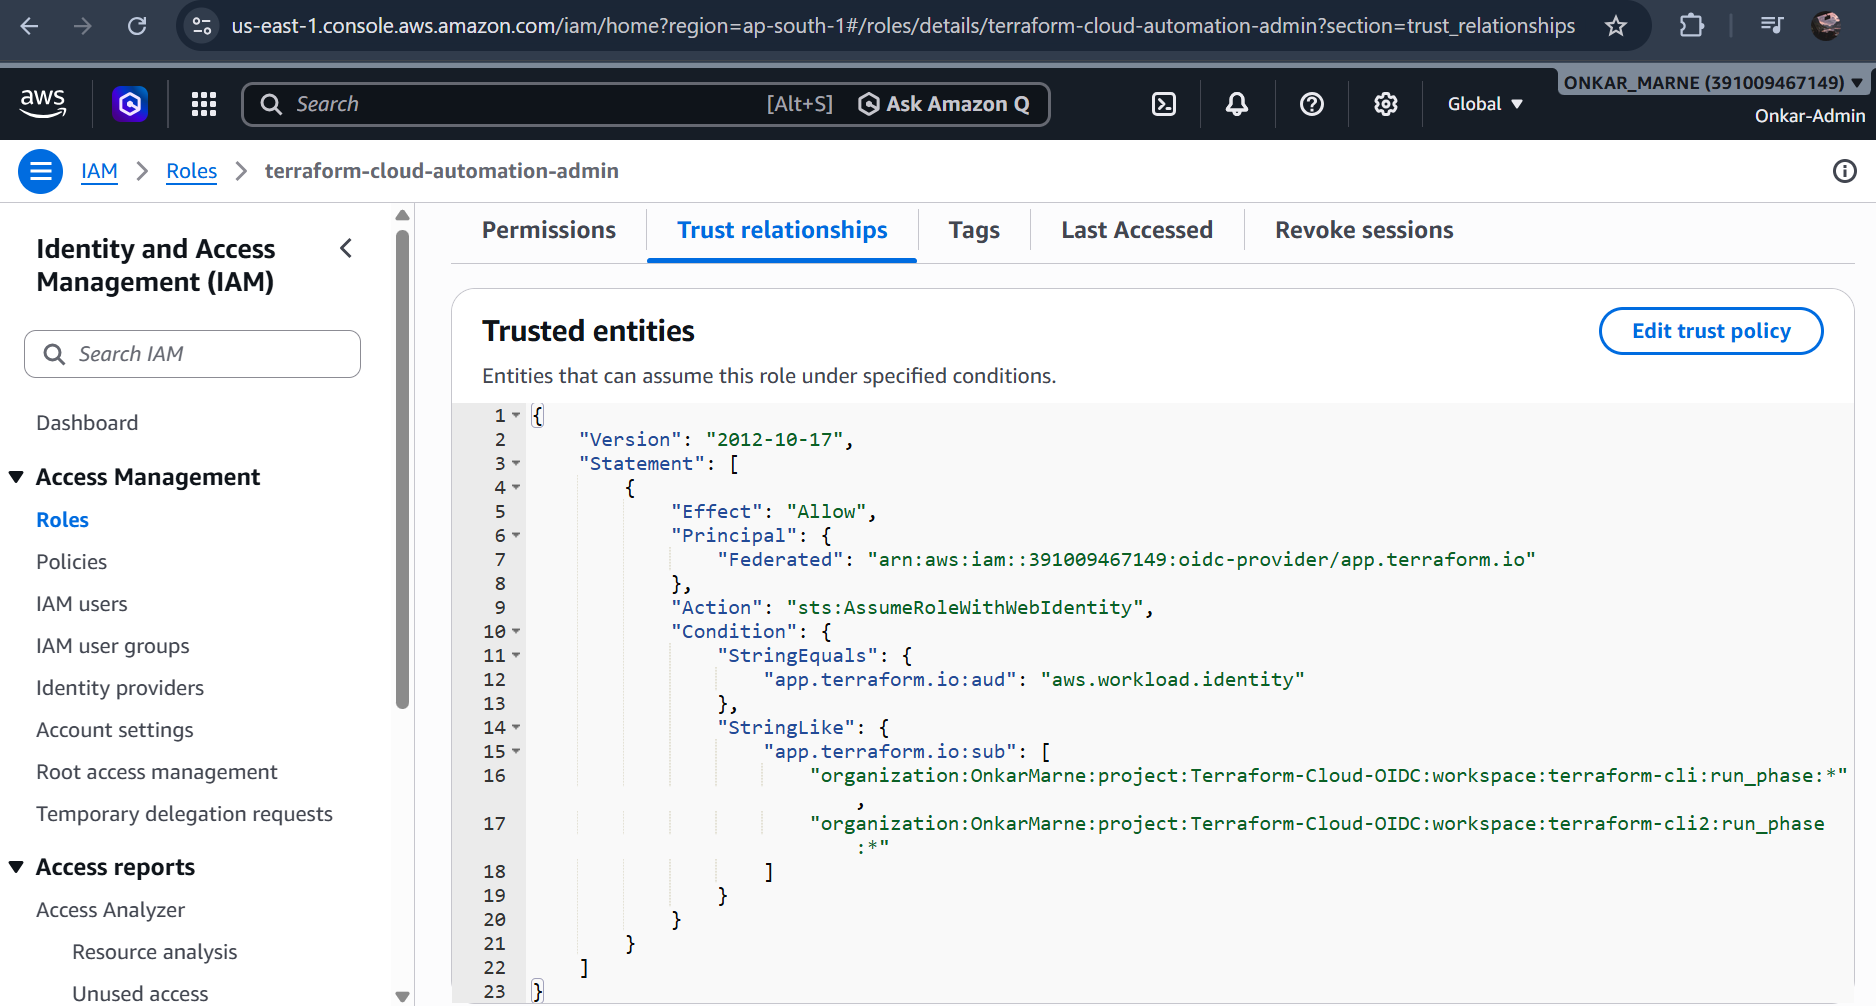 us-east-1.console.aws.amazon.com/iam/home?region=ap-south-1#/roles/details/terraform-cloud-automation-admin?section=trust_relationships
aws
Search
[Alt+S]
Ask Amazon Q
Global
ONKAR_MARNE (391009467149)
Onkar-Admin
IAM
Roles
terraform-cloud-automation-admin
Identity and Access
Management (IAM)
Search IAM
Dashboard
Access Management
Roles
Policies
IAM users
IAM user groups
Identity providers
Account settings
Root access management
Temporary delegation requests
Access reports
Access Analyzer
Resource analysis
Unused access
Permissions
Trust relationships
Tags
Last Accessed
Revoke sessions
Trusted entities
Edit trust policy
Entities that can assume this role under specified conditions.
1 {
2 "Version": "2012-10-17",
3 "Statement": [
4 {
5 "Effect": "Allow",
6 "Principal": {
7 "Federated": "arn:aws:iam::391009467149:oidc-provider/app.terraform.io"
8 },
9 "Action": "sts:AssumeRoleWithWebIdentity",
10 "Condition": {
11 "StringEquals": {
12 "app.terraform.io:aud": "aws.workload.identity"
13 },
14 "StringLike": {
15 "app.terraform.io:sub": [
16 "organization:OnkarMarne:project:Terraform-Cloud-OIDC:workspace:terraform-cli:run_phase:*"
,
17 "organization:OnkarMarne:project:Terraform-Cloud-OIDC:workspace:terraform-cli2:run_phase
:*"
18 ]
19 }
20 }
21 }
22 ]
23 }